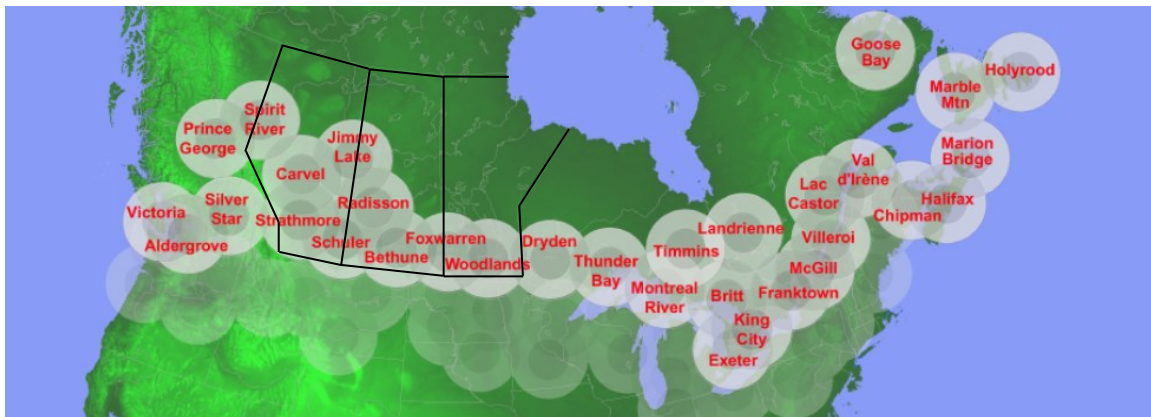 Goose
Bay
Holyrood
Marble
Mtn
Spirit
River
Prince
George
Jimmy
Lake
Marion
Bridge
Carvel
Val
d'Irène
Lac
Castor
Silver
Star
Radisson
Halifax
Victoria
Chipman
Strathmore
Landrienne
Aldergrove
Schuler
Foxwarren
Dryden
Villeroi
Bethune
Woodlands
Timmins
Thunder
Bay
McGill
Montreal
River
Britt
Franktown
King
City
Exeter